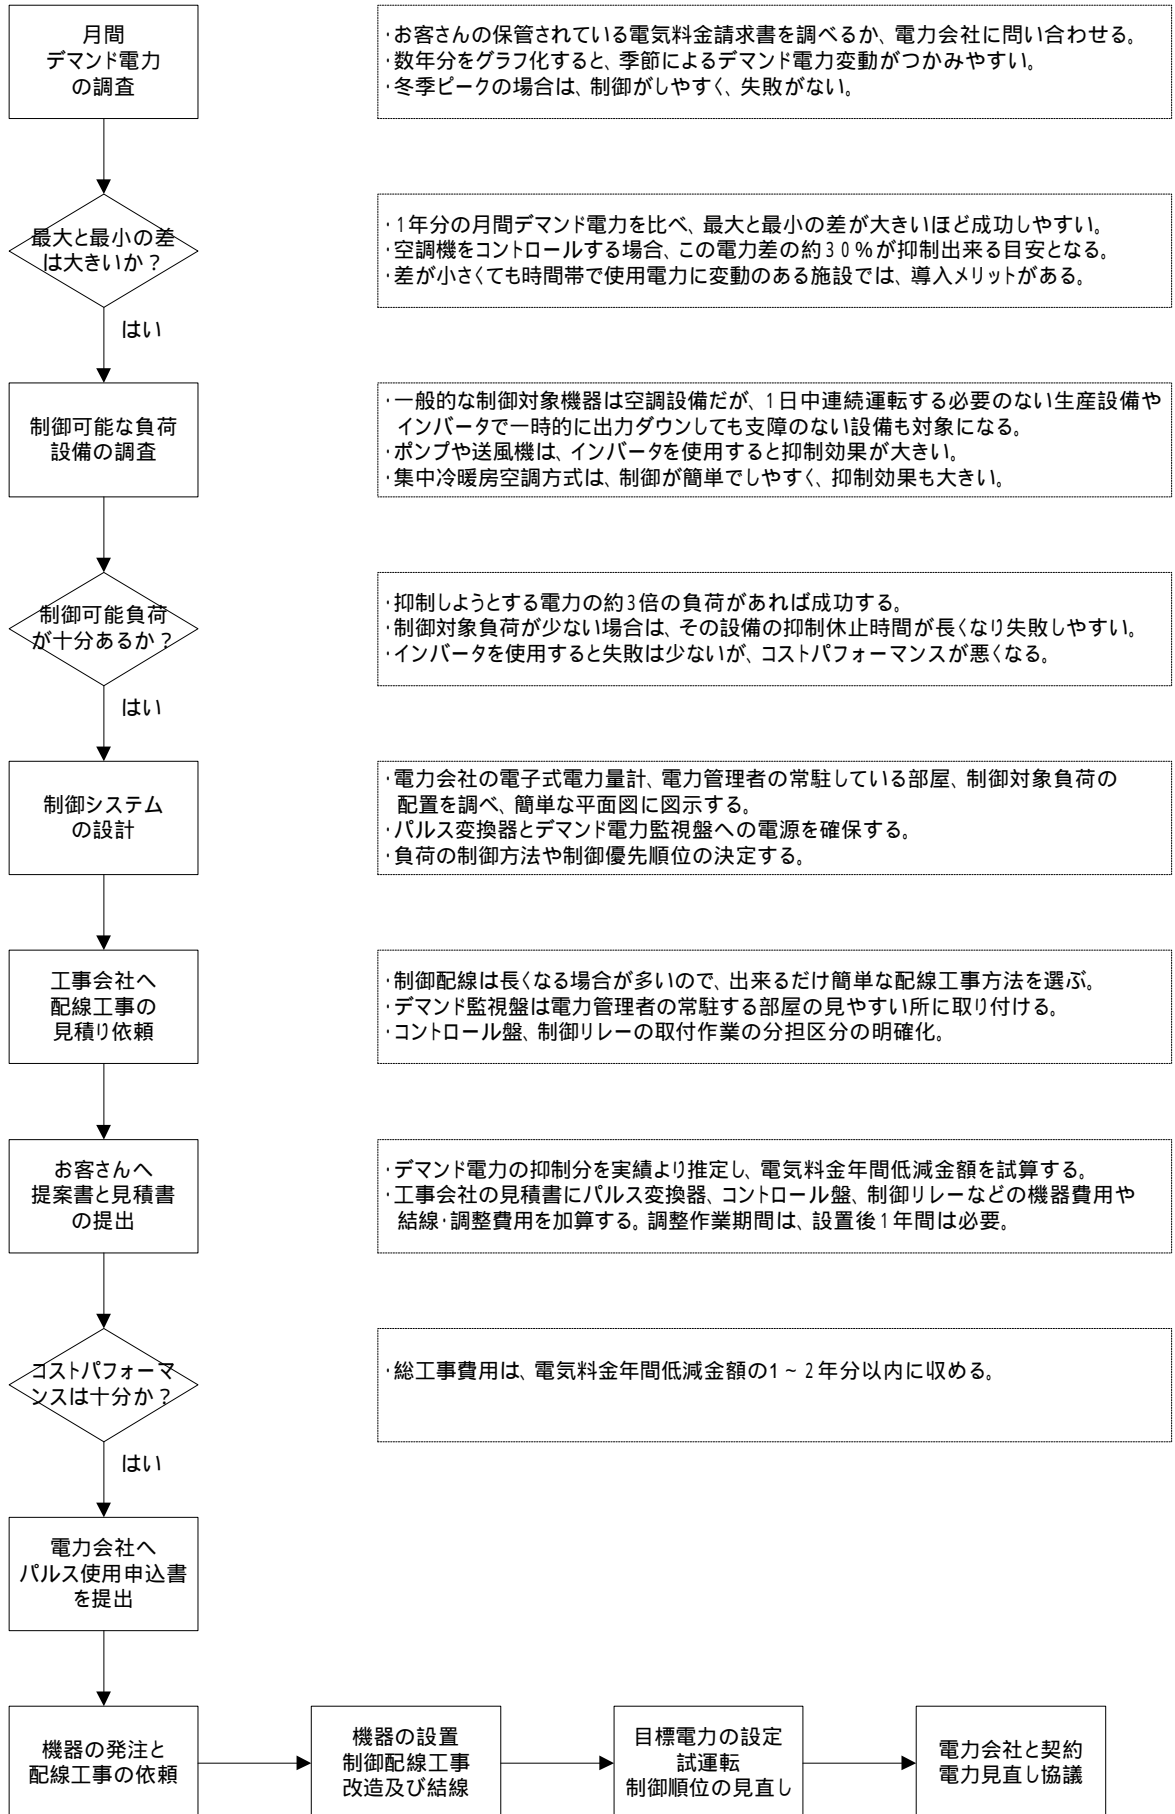 月間
デマンド電力
の調査
・お客さんの保管されている電気料金請求書を調べるか、電力会社に問い合わせる。
・数年分をグラフ化すると、季節によるデマンド電力変動がつかみやすい。
・冬季ピークの場合は、制御がしやすく、失敗がない。
最大と最小の差
は大きいか？
・1年分の月間デマンド電力を比べ、最大と最小の差が大きいほど成功しやすい。
・空調機をコントロールする場合、この電力差の約30％が抑制出来る目安となる。
・差が小さくても時間帯で使用電力に変動のある施設では、導入メリットがある。
はい
制御可能な負荷
設備の調査
・一般的な制御対象機器は空調設備だが、1日中連続運転する必要のない生産設備や
インバータで一時的に出力ダウンしても支障のない設備も対象になる。
・ポンプや送風機は、インバータを使用すると抑制効果が大きい。
・集中冷暖房空調方式は、制御が簡単でしやすく、抑制効果も大きい。
制御可能負荷
が十分あるか？
・抑制しようとする電力の約3倍の負荷があれば成功する。
・制御対象負荷が少ない場合は、その設備の抑制休止時間が長くなり失敗しやすい。
・インバータを使用すると失敗は少ないが、コストパフォーマンスが悪くなる。
はい
制御システム
の設計
・電力会社の電子式電力量計、電力管理者の常駐している部屋、制御対象負荷の
配置を調べ、簡単な平面図に図示する。
・パルス変換器とデマンド電力監視盤への電源を確保する。
・負荷の制御方法や制御優先順位の決定する。
工事会社へ
配線工事の
見積り依頼
・制御配線は長くなる場合が多いので、出来るだけ簡単な配線工事方法を選ぶ。
・デマンド監視盤は電力管理者の常駐する部屋の見やすい所に取り付ける。
・コントロール盤、制御リレーの取付作業の分担区分の明確化。
お客さんへ
提案書と見積書
の提出
・デマンド電力の抑制分を実績より推定し、電気料金年間低減金額を試算する。
・工事会社の見積書にパルス変換器、コントロール盤、制御リレーなどの機器費用や
結線・調整費用を加算する。調整作業期間は、設置後1年間は必要。
コストパフォーマ
ンスは十分か？
・総工事費用は、電気料金年間低減金額の1～2年分以内に収める。
はい
電力会社へ
パルス使用申込書
を提出
機器の発注と
配線工事の依頼
機器の設置
制御配線工事
改造及び結線
目標電力の設定
試運転
制御順位の見直し
電力会社と契約
電力見直し協議